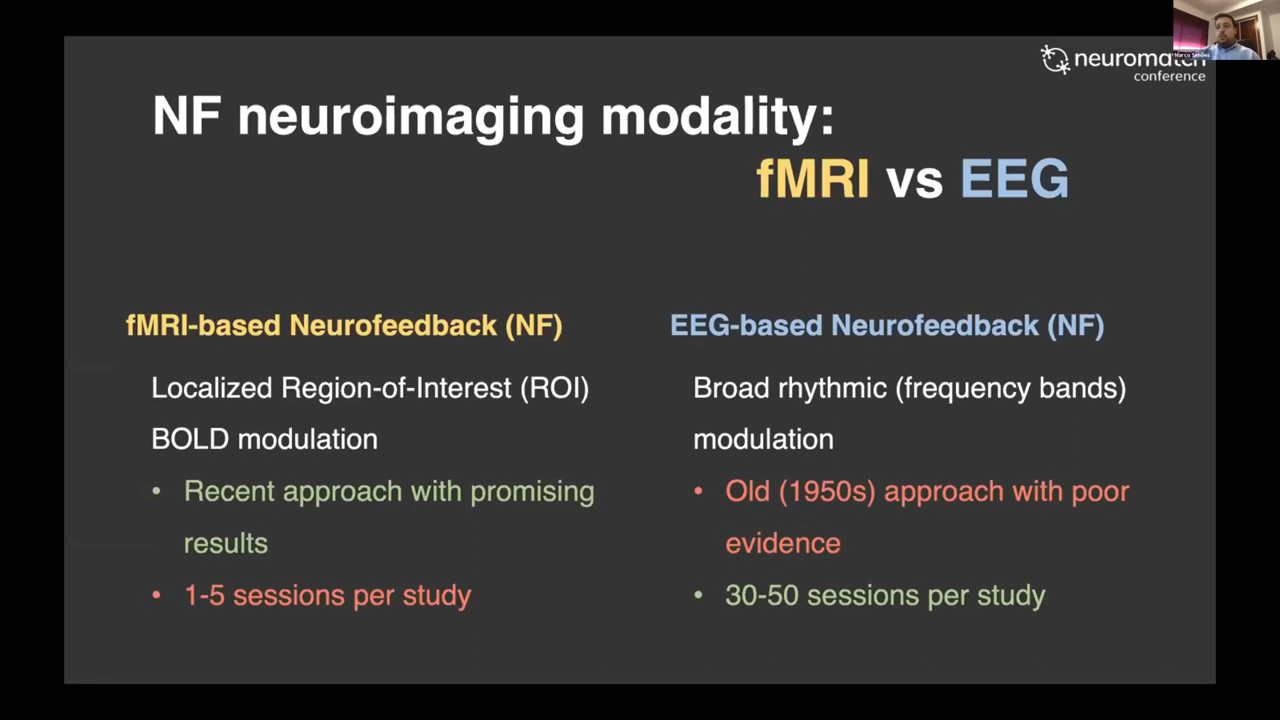 Marco Simões
neuromatch
conference
NF neuroimaging modality:
fMRI vs EEG
fMRI-based Neurofeedback (NF)
Localized Region-of-Interest (ROI)
BOLD modulation
• Recent approach with promising
results
• 1-5 sessions per study
EEG-based Neurofeedback (NF)
Broad rhythmic (frequency bands)
modulation
• Old (1950s) approach with poor
evidence
• 30-50 sessions per study